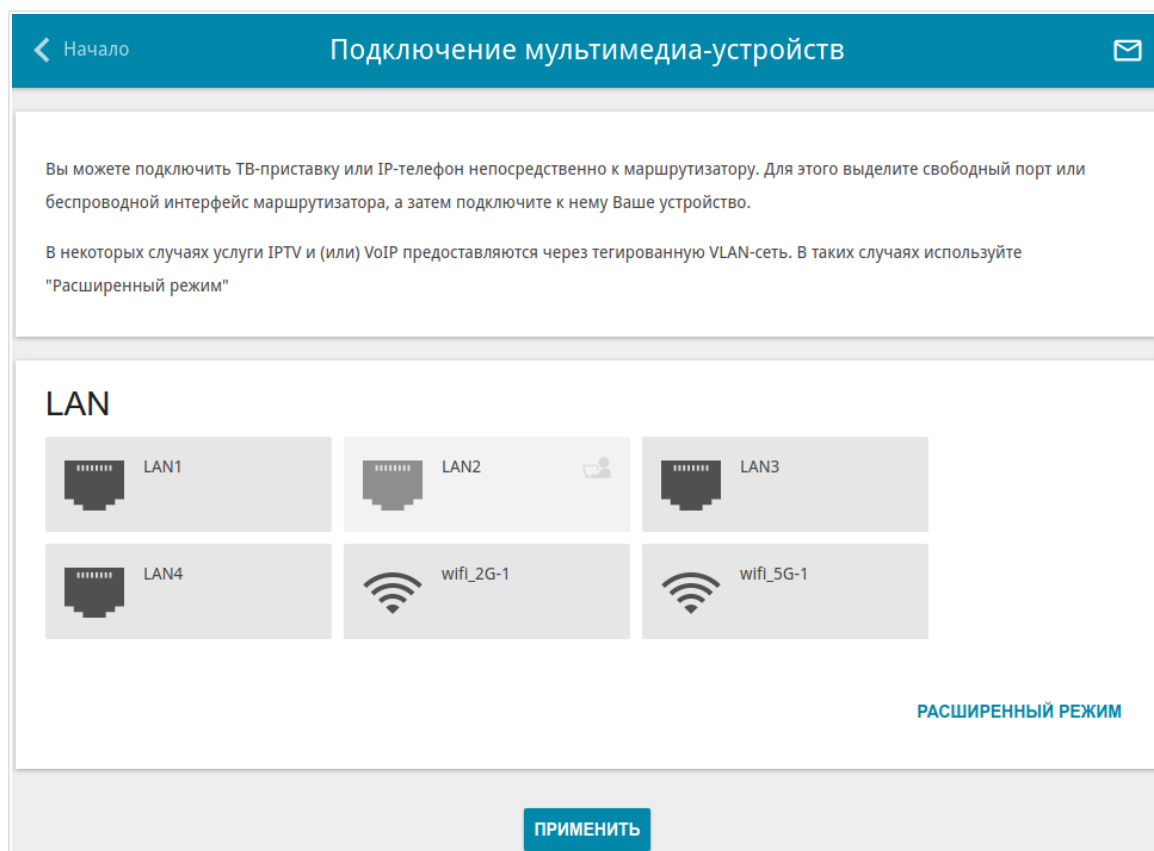 Начало
Подключение мультимедиа-устройств
Вы можете подключить ТВ-приставку или IP-телефон непосредственно к маршрутизатору. Для этого выделите свободный порт или
беспроводной интерфейс маршрутизатора, а затем подключите к нему Ваше устройство.
В некоторых случаях услуги IPTV и (или) VoIP предоставляются через тегированную VLAN-сеть. В таких случаях используйте
"Расширенный режим"
LAN
LAN1
LAN2
LAN3
LAN4
wifi_2G-1
wifi_5G-1
РАСШИРЕННЫЙ РЕЖИМ
ПРИМЕНИТЬ